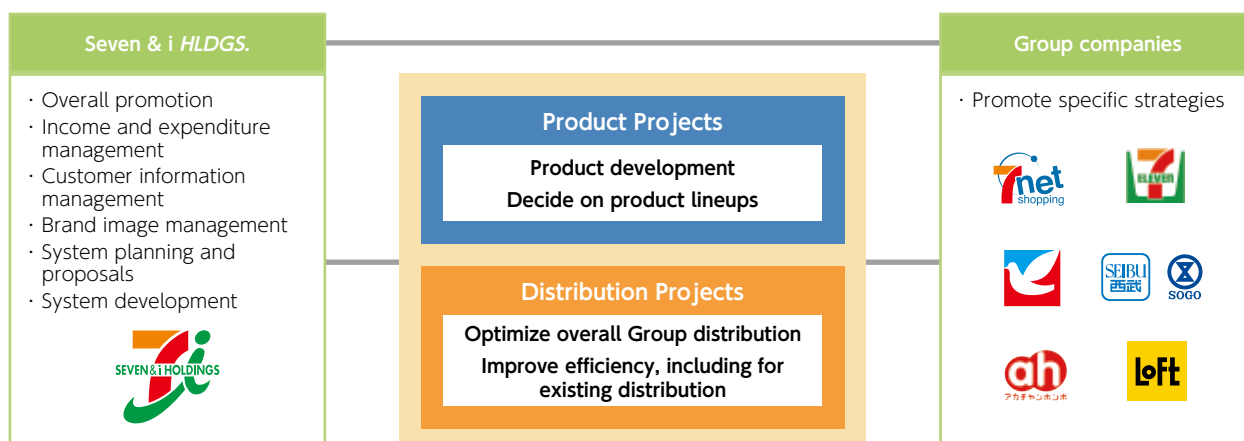 Seven & i HLDGS.
· Overall promotion
· Income and expenditure
management
· Customer information
management
· Brand image management
· System planning and
proposals
· System development
SEVEN & i HOLDINGS
Product Projects
Product development
Decide on product lineups
Distribution Projects
Optimize overall Group distribution
Improve efficiency, including for
existing distribution
Group companies
· Promote specific strategies
7net
shopping
7
ELEVEN
SEIBU
西武
SOGO
ah
アカチャンホンポ
LoFt